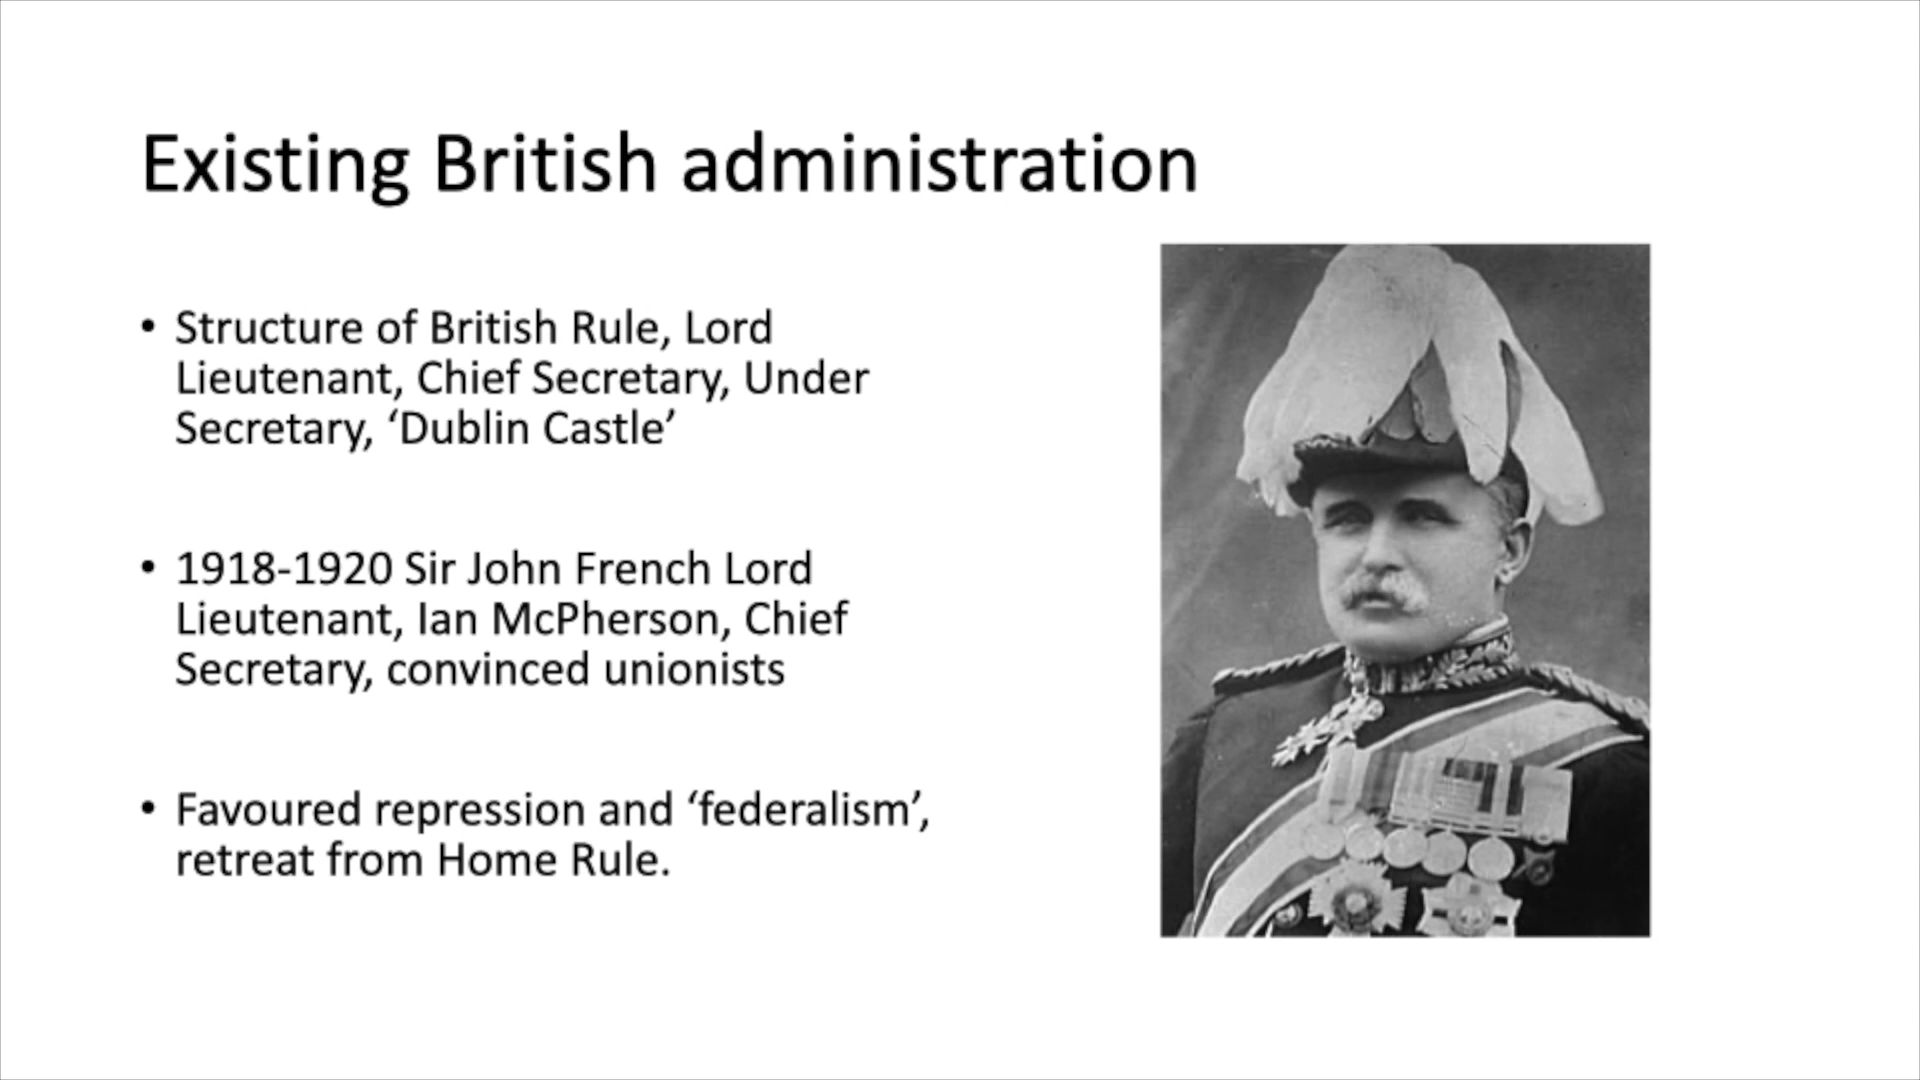 Existing British administration
• Structure of British Rule, Lord
Lieutenant, Chief Secretary, Under
Secretary, ‘Dublin Castle’
• 1918-1920 Sir John French Lord
Lieutenant, Ian McPherson, Chief
Secretary, convinced unionists
• Favoured repression and ‘federalism’,
retreat from Home Rule.